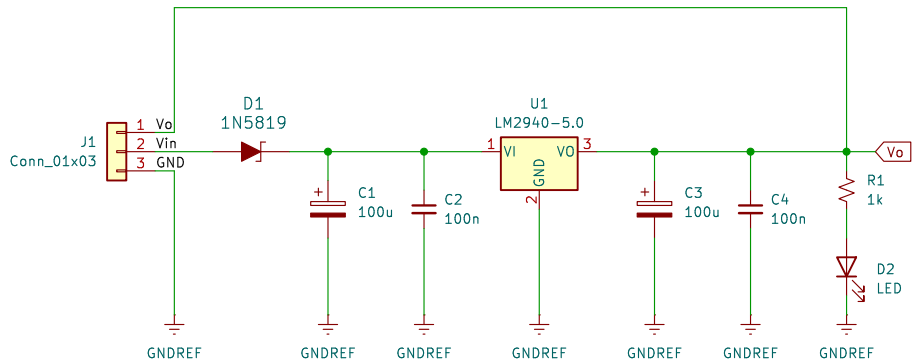 J1
Conn_01x03
1 Vo
2 Vin
3 GND
D1
1N5819
C1
100u
C2
100n
U1
LM2940-5.0
1 VI VO 3
GND
2
C3
100u
C4
100n
Vo
R1
1k
D2
LED
GNDREF GNDREF GNDREF GNDREF GNDREF GNDREF GNDREF